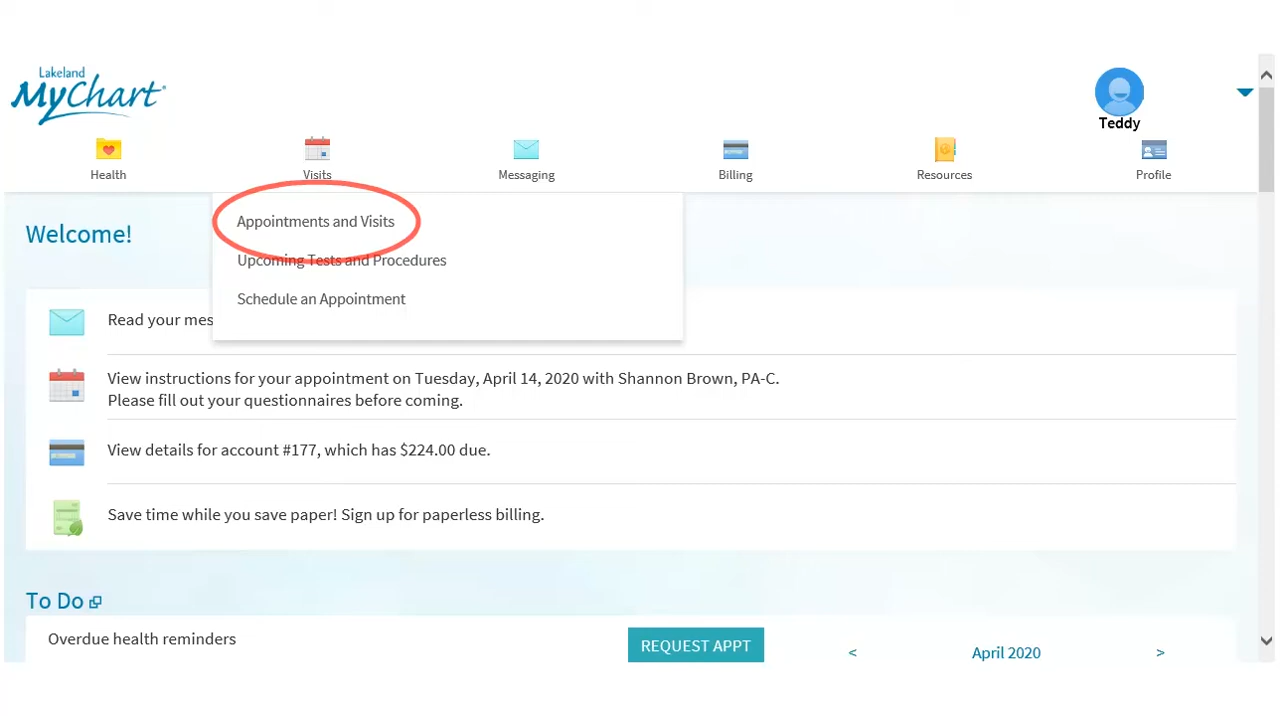 Lakeland
MyChart
Teddy
Health
Visits
Messaging
Billing
Resources
Profile
Appointments and Visits
Upcoming Tests and Procedures
Schedule an Appointment
Welcome!
Read your mes
View instructions for your appointment on Tuesday, April 14, 2020 with Shannon Brown, PA-C.
Please fill out your questionnaires before coming.
View details for account #177, which has $224.00 due.
Save time while you save paper! Sign up for paperless billing.
To Do
Overdue health reminders
REQUEST APPT
< April 2020 >